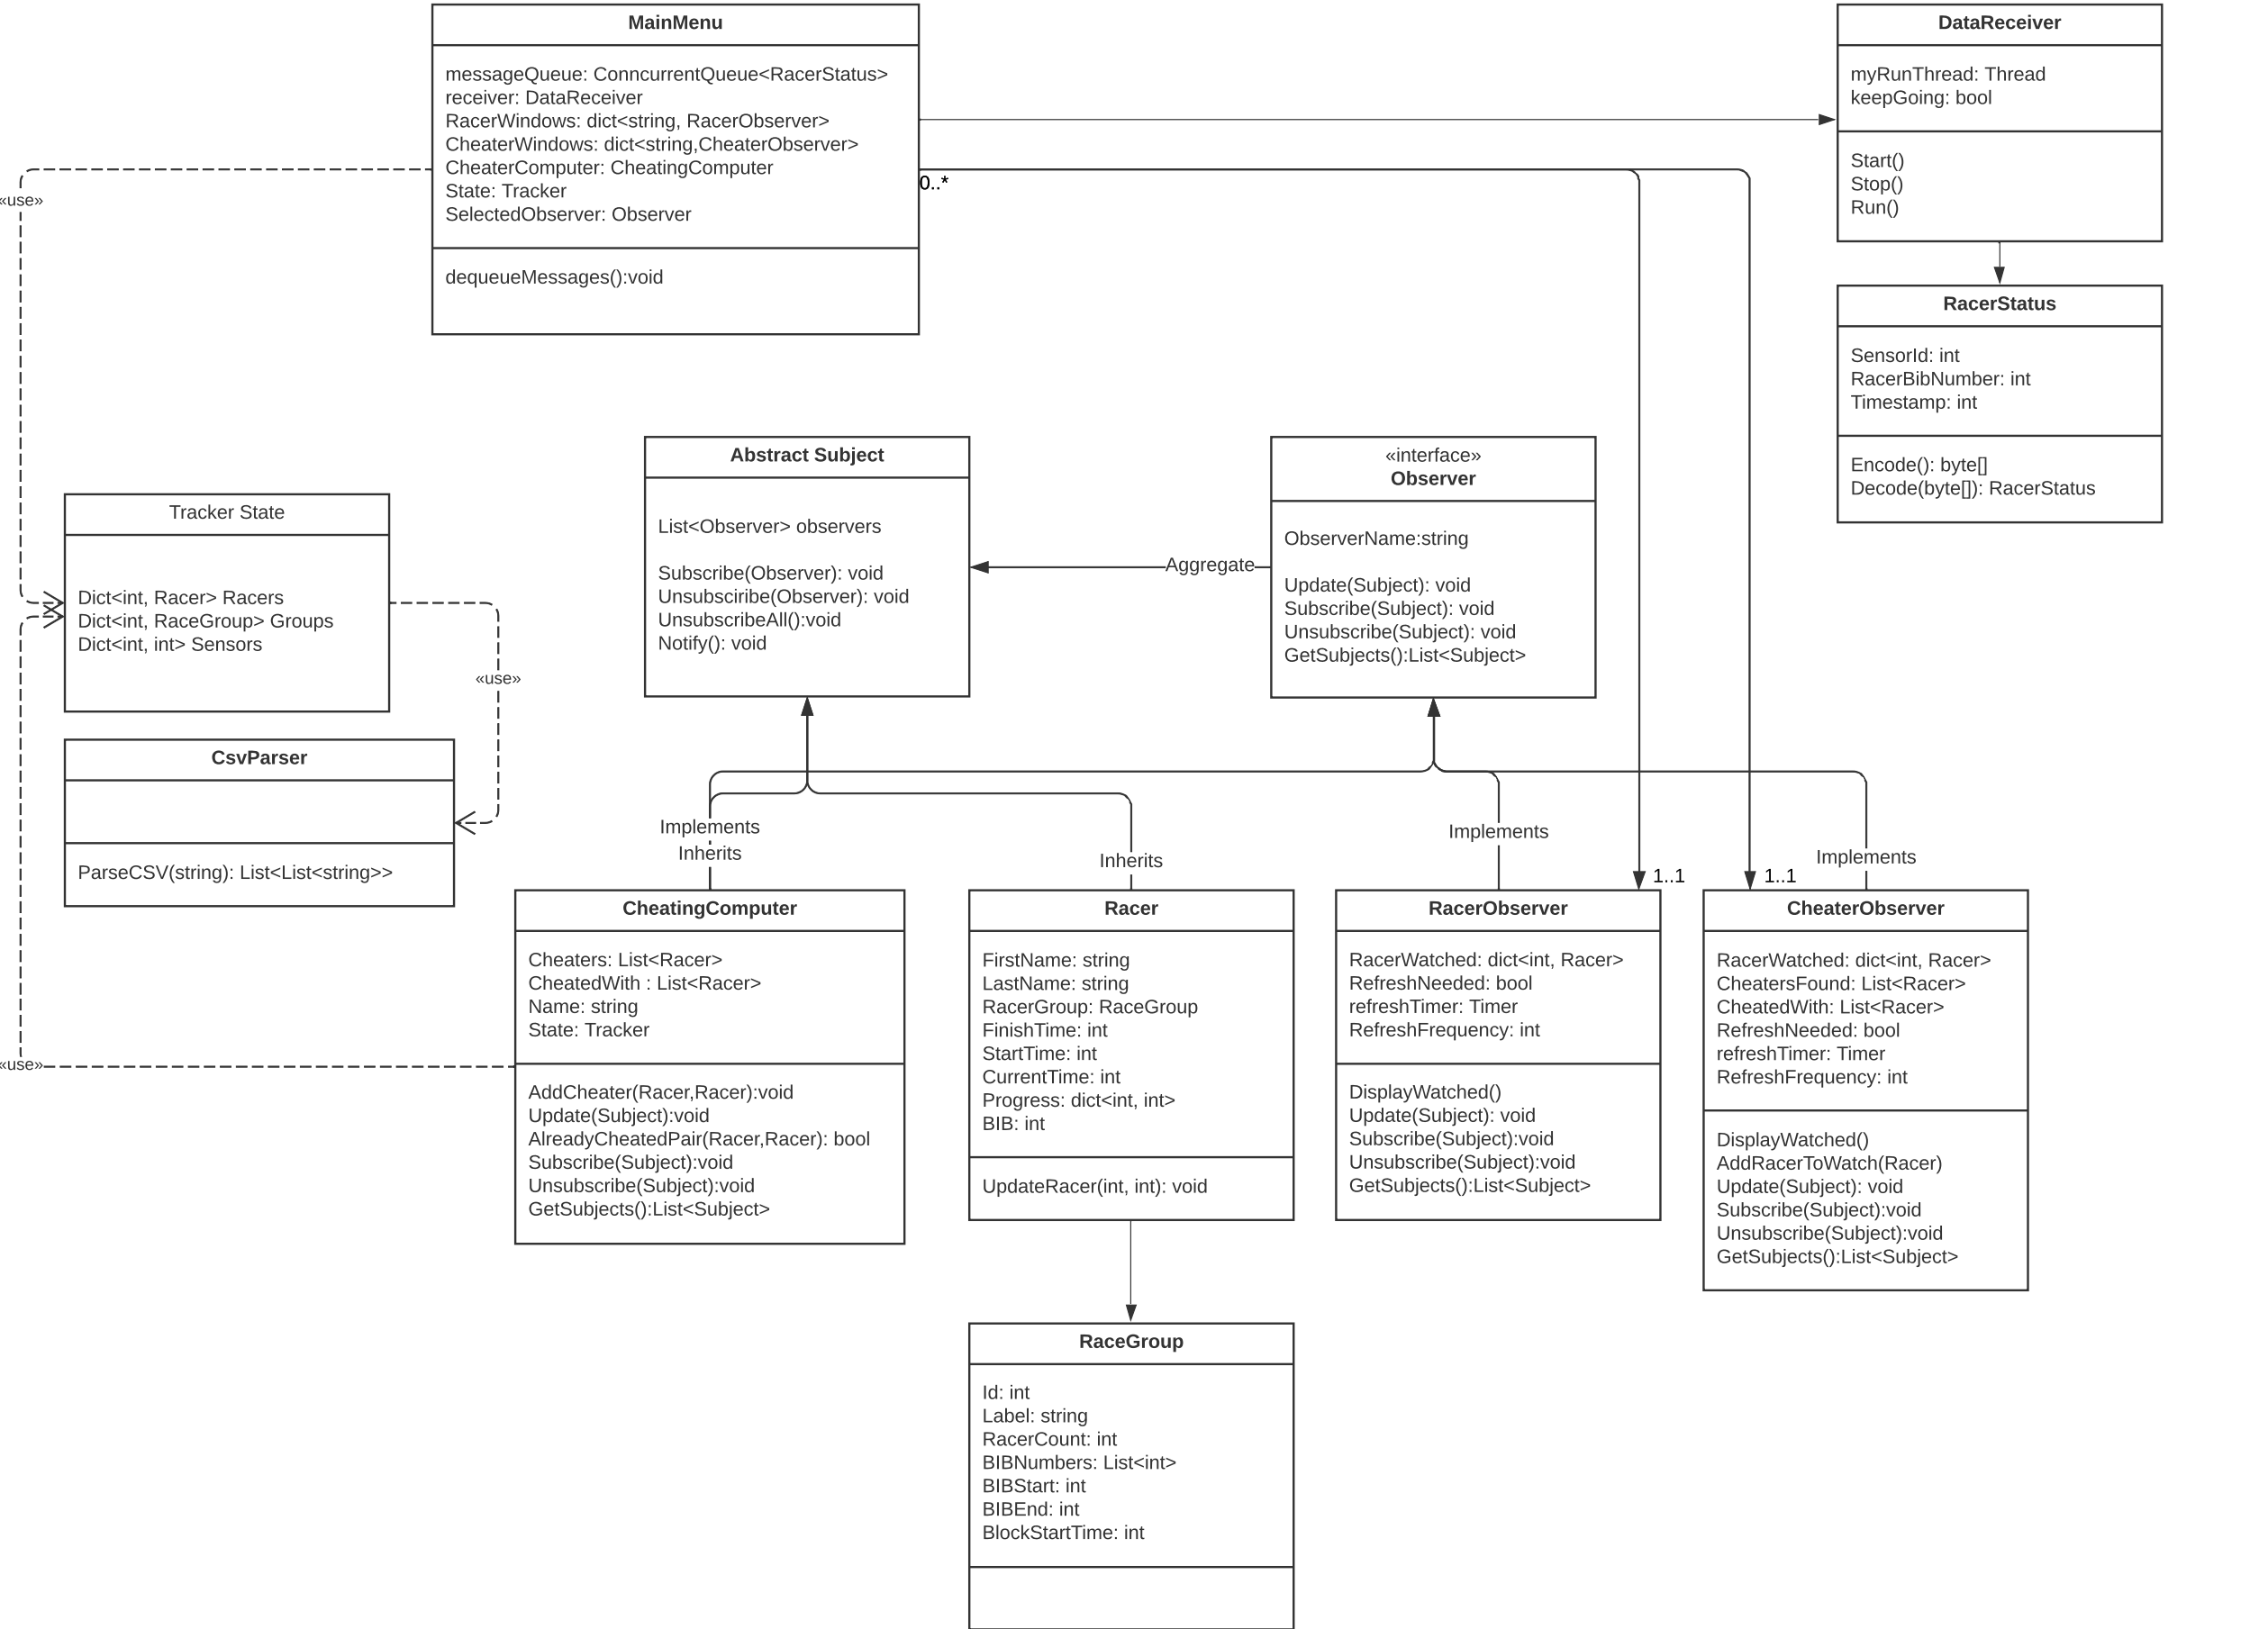 MainMenu
messageQueue: ConncurrentQueue<RacerStatus>
receiver: DataReceiver
RacerWindows: dict<string, RacerObserver>
CheaterWindows: dict<string,CheaterObserver>
CheaterComputer: CheatingComputer
State: Tracker
SelectedObserver: Observer
dequeueMessages():void
DataReceiver
myRunThread: Thread
keepGoing: bool
Start()
Stop()
Run()
«use»
0..*
RacerStatus
SensorId: int
RacerBibNumber: int
Timestamp: int
Encode(): byte[]
Decode(byte[]): RacerStatus
Abstract Subject
List<Observer> observers
Subscribe(Observer): void
Unsubsciribe(Observer): void
UnsubscribeAll():void
Notify(): void
Aggregate
«interface»
Observer
ObserverName:string
Update(Subject): void
Subscribe(Subject): void
Unsubscribe(Subject): void
GetSubjects():List<Subject>
Tracker State
Dict<int, Racer> Racers
Dict<int, RaceGroup> Groups
Dict<int, int> Sensors
«use»
CsvParser
ParseCSV(string): List<List<string>>
Implements
Inherits
Inherits
Implements
Implements
1..1
1..1
«use»
CheatingComputer
Cheaters: List<Racer>
CheatedWith : List<Racer>
Name: string
State: Tracker
AddCheater(Racer,Racer):void
Update(Subject):void
AlreadyCheatedPair(Racer,Racer): bool
Subscribe(Subject):void
Unsubscribe(Subject):void
GetSubjects():List<Subject>
Racer
FirstName: string
LastName: string
RacerGroup: RaceGroup
FinishTime: int
StartTime: int
CurrentTime: int
Progress: dict<int, int>
BIB: int
UpdateRacer(int, int): void
RacerObserver
RacerWatched: dict<int, Racer>
RefreshNeeded: bool
refreshTimer: Timer
RefreshFrequency: int
DisplayWatched()
Update(Subject): void
Subscribe(Subject):void
Unsubscribe(Subject):void
GetSubjects():List<Subject>
CheaterObserver
RacerWatched: dict<int, Racer>
CheatersFound: List<Racer>
CheatedWith: List<Racer>
RefreshNeeded: bool
refreshTimer: Timer
RefreshFrequency: int
DisplayWatched()
AddRacerToWatch(Racer)
Update(Subject): void
Subscribe(Subject):void
Unsubscribe(Subject):void
GetSubjects():List<Subject>
RaceGroup
Id: int
Label: string
RacerCount: int
BIBNumbers: List<int>
BIBStart: int
BIBEnd: int
BlockStartTime: int